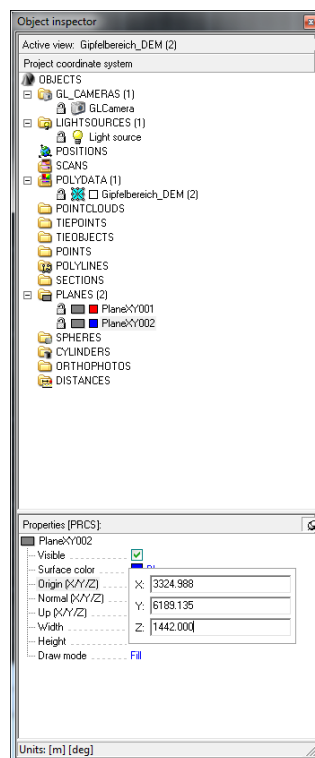 Object inspector
Active view: Gipfelbereich_DEM (2)
Project coordinate system
OBJECTS
GL_CAMERAS (1)
GLCamera
LIGHTSOURCES (1)
Light source
POSITIONS
SCANS
POLYDATA (1)
Gipfelbereich_DEM (2)
POINTCLOUDS
TIEPOINTS
TIEOBJECTS
POINTS
POLYLINES
SECTIONS
PLANES (2)
PlaneXY001
PlaneXY002
SPHERES
CYLINDERS
ORTHOPHOTOS
DISTANCES
Properties [PRCS]:
PlaneXY002
Visible
Surface color
Origin (X/Y/Z) X: 3324.988
Normal (X/Y/Z)
Up (X/Y/Z) Y: 6189.135
Width Z: 1442.000
Height
Draw mode Fill
Units: [m] [deg]